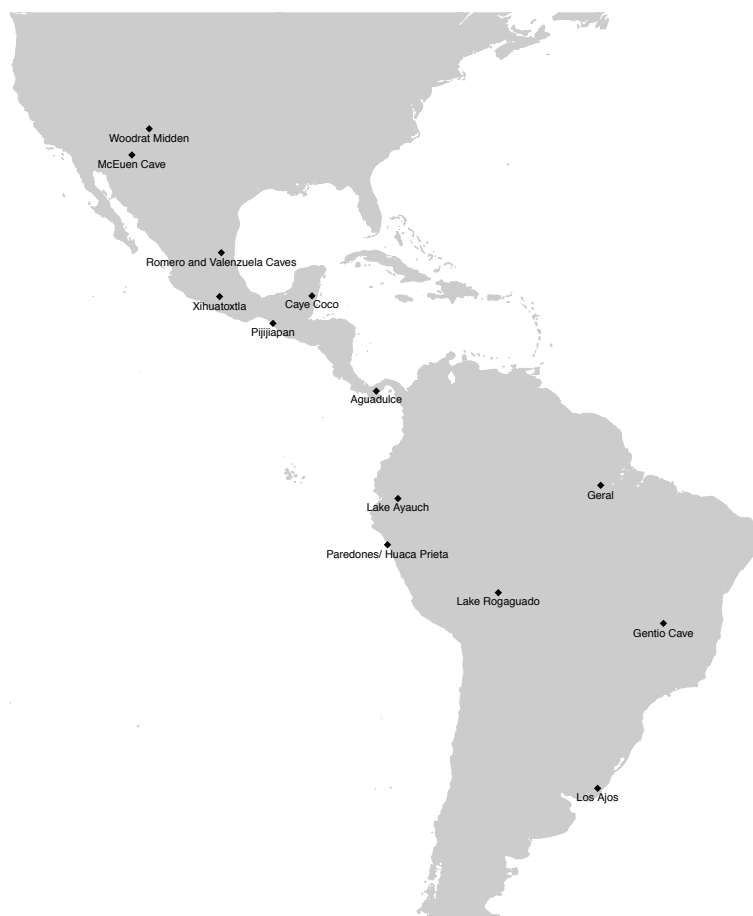 Woodrat Midden
McEuen Cave
Romero and Valenzuela Caves
Xihuatoxtla
Caye Coco
Pijijiapan
Aguadulce
Geral
Lake Ayauch
Paredones/ Huaca Prieta
Lake Rogaguado
Gentio Cave
Los Ajos